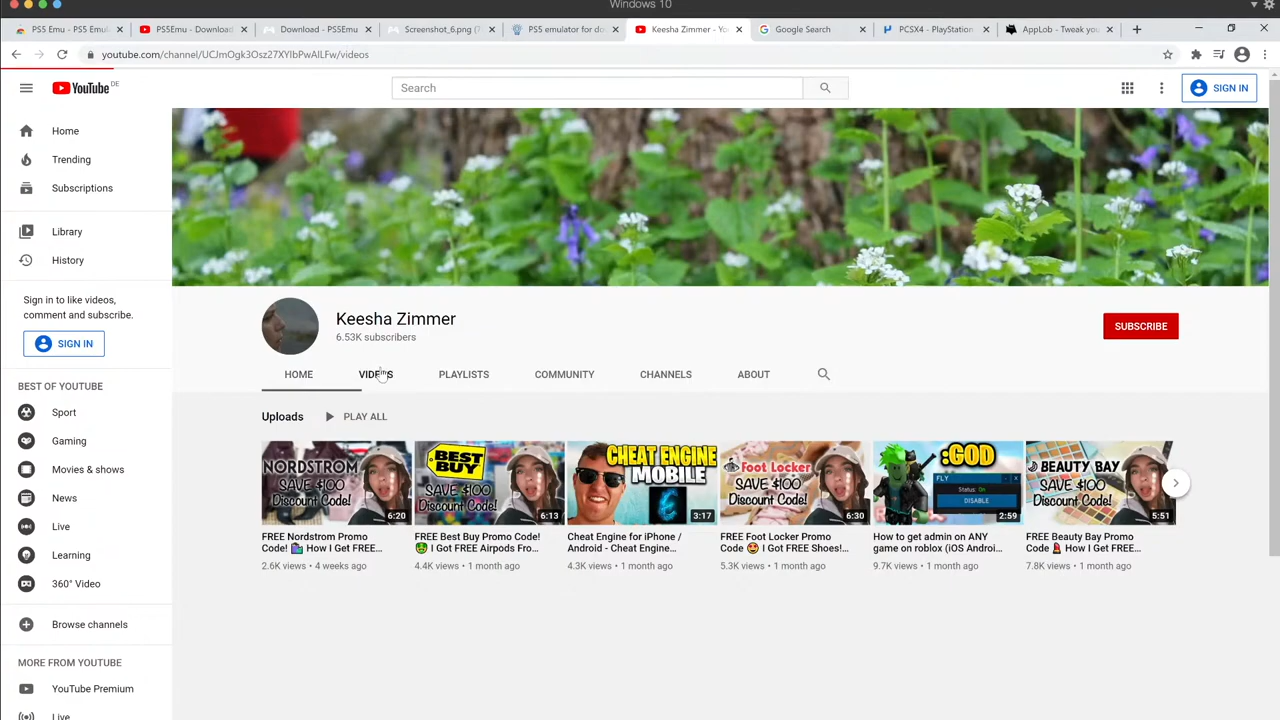 Windows 10
PS5 Emu - PS5 Emu
PS5Emu - Download
Download - PS5Emu
Screenshot_6.png (
PS5 emulator for do
Keesha Zimmer - Yo
Google Search
PCSX4 - PlayStation
AppLob - Tweak you
youtube.com/channel/UCJmOgk3Osz27XYIbPwAILFw/videos
YouTube DE
Search
SIGN IN
Home
Trending
Subscriptions
Library
History
Sign in to like videos,
comment and subscribe.
SIGN IN
BEST OF YOUTUBE
Sport
Gaming
Movies & shows
News
Live
Learning
360° Video
Browse channels
MORE FROM YOUTUBE
YouTube Premium
Live
Keesha Zimmer
6.53K subscribers
SUBSCRIBE
HOME VIDEOS PLAYLISTS COMMUNITY CHANNELS ABOUT
Uploads PLAY ALL
NORDSTROM
SAVE $100
Discount Code!
6:20
FREE Nordstrom Promo
Code! 🛍 How I Get FREE...
2.6K views • 4 weeks ago
BEST
BUY
SAVE $100
Discount Code!
6:13
FREE Best Buy Promo Code!
🤑 I Got FREE Airpods Fro...
4.4K views • 1 month ago
CHEAT ENGINE
MOBILE
3:17
Cheat Engine for iPhone /
Android - Cheat Engine...
4.3K views • 1 month ago
Foot Locker
SAVE $100
Discount Code!
6:30
FREE Foot Locker Promo
Code 😍 I Got FREE Shoes!...
5.3K views • 1 month ago
:GOD
FLY
Status: On
DISABLE
2:59
How to get admin on ANY
game on roblox (iOS Androi...
9.7K views • 1 month ago
BEAUTY BAY
SAVE $100
Discount Code!
5:51
FREE Beauty Bay Promo
Code 💄 How I Get FREE...
7.8K views • 1 month ago